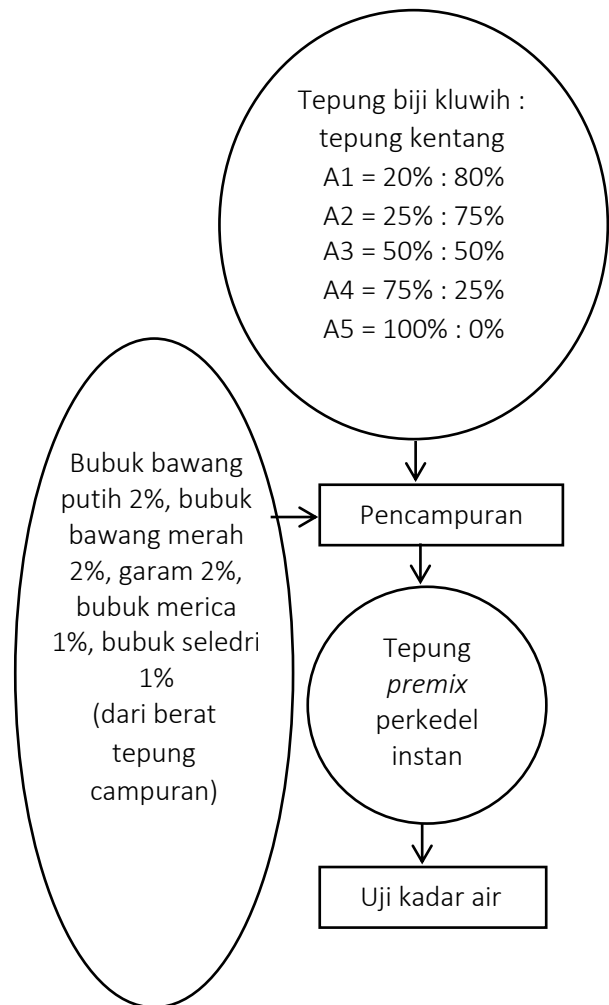 Tepung biji kluwih :
tepung kentang
A1 = 20% : 80%
A2 = 25% : 75%
A3 = 50% : 50%
A4 = 75% : 25%
A5 = 100% : 0%
Bubuk bawang
putih 2%, bubuk
bawang merah
2%, garam 2%,
bubuk merica
1%, bubuk seledri
1%
(dari berat
tepung
campuran)
Pencampuran
Tepung
premix
perkedel
instan
Uji kadar air